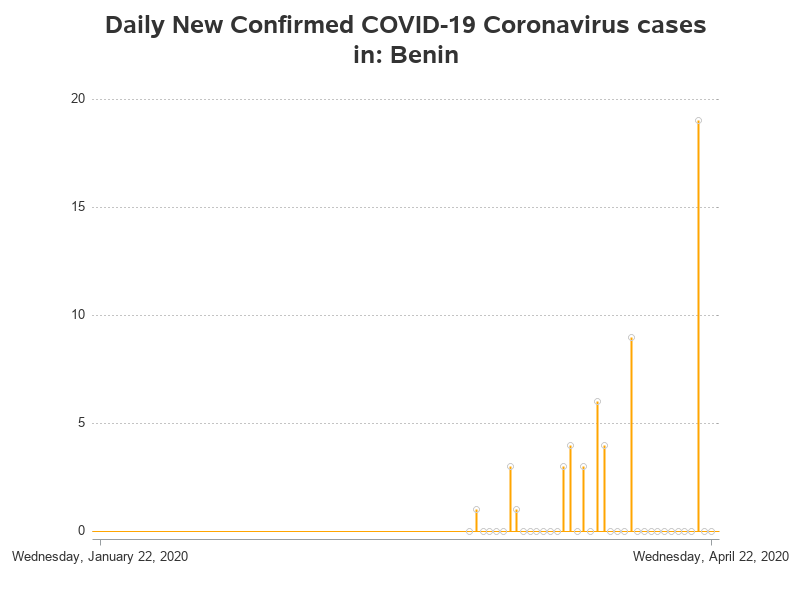 Daily New Confirmed COVID-19 Coronavirus cases
in: Benin
20
15
10
5
0
Wednesday, January 22, 2020
Wednesday, April 22, 2020